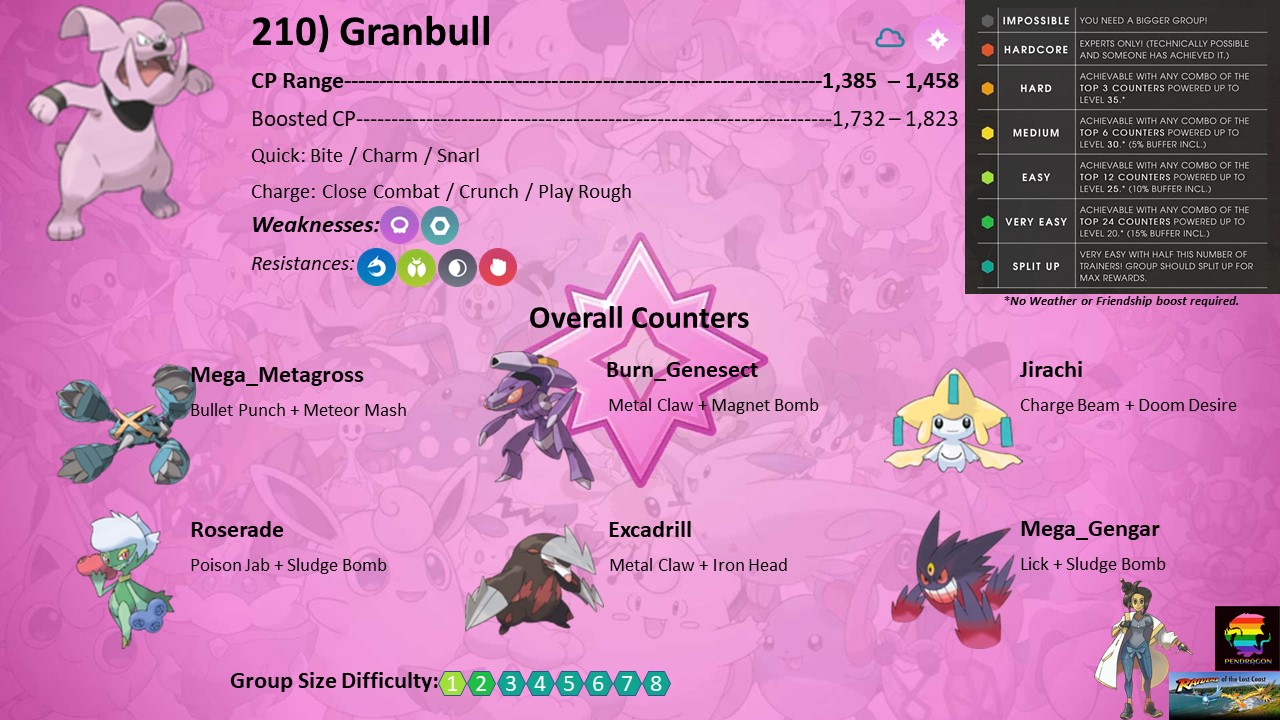 210) Granbull
CP Range------------------------------------------------------------------------------1,385 – 1,458
Boosted CP------------------------------------------------------------------------------1,732 – 1,823
Quick: Bite / Charm / Snarl
Charge: Close Combat / Crunch / Play Rough
Weaknesses:
Resistances:
IMPOSSIBLE YOU NEED A BIGGER GROUP!
HARDCORE EXPERTS ONLY! (TECHNICALLY POSSIBLE
AND SOMEONE HAS ACHIEVED IT.)
HARD ACHIEVABLE WITH ANY COMBO OF THE
TOP 3 COUNTERS POWERED UP TO
LEVEL 35.*
MEDIUM ACHIEVABLE WITH ANY COMBO OF THE
TOP 6 COUNTERS POWERED UP TO
LEVEL 30.* (5% BUFFER INCL.)
EASY ACHIEVABLE WITH ANY COMBO OF THE
TOP 12 COUNTERS POWERED UP TO
LEVEL 25.* (10% BUFFER INCL.)
VERY EASY ACHIEVABLE WITH ANY COMBO OF THE
TOP 24 COUNTERS POWERED UP TO
LEVEL 20.* (15% BUFFER INCL.)
SPLIT UP VERY EASY WITH HALF THIS NUMBER OF
TRAINERS! GROUP SHOULD SPLIT UP FOR
MAX REWARDS.
*No Weather or Friendship boost required.
Overall Counters
Mega_Metagross
Bullet Punch + Meteor Mash
Burn_Genesect
Metal Claw + Magnet Bomb
Jirachi
Charge Beam + Doom Desire
Roserade
Poison Jab + Sludge Bomb
Excadrill
Metal Claw + Iron Head
Mega_Gengar
Lick + Sludge Bomb
Group Size Difficulty: 1 2 3 4 5 6 7 8
PENDRAGON
RAIDERS of the Lost Coast